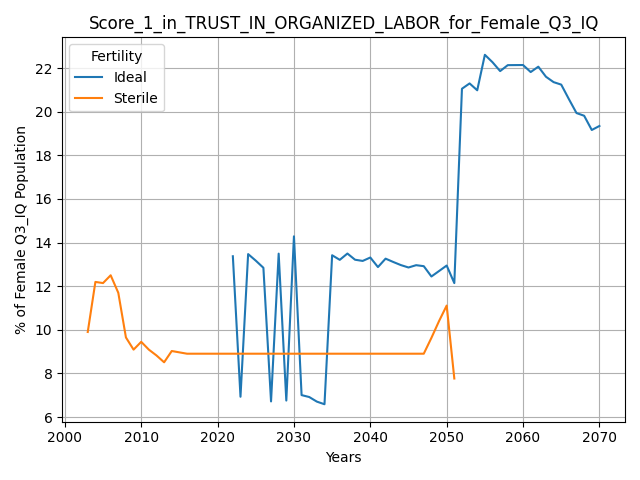 Score_1_in_TRUST_IN_ORGANIZED_LABOR_for_Female_Q3_IQ
Fertility
Ideal
Sterile
% of Female Q3_IQ Population
22
20
18
16
14
12
10
8
6
2000 2010 2020 2030 2040 2050 2060 2070
Years